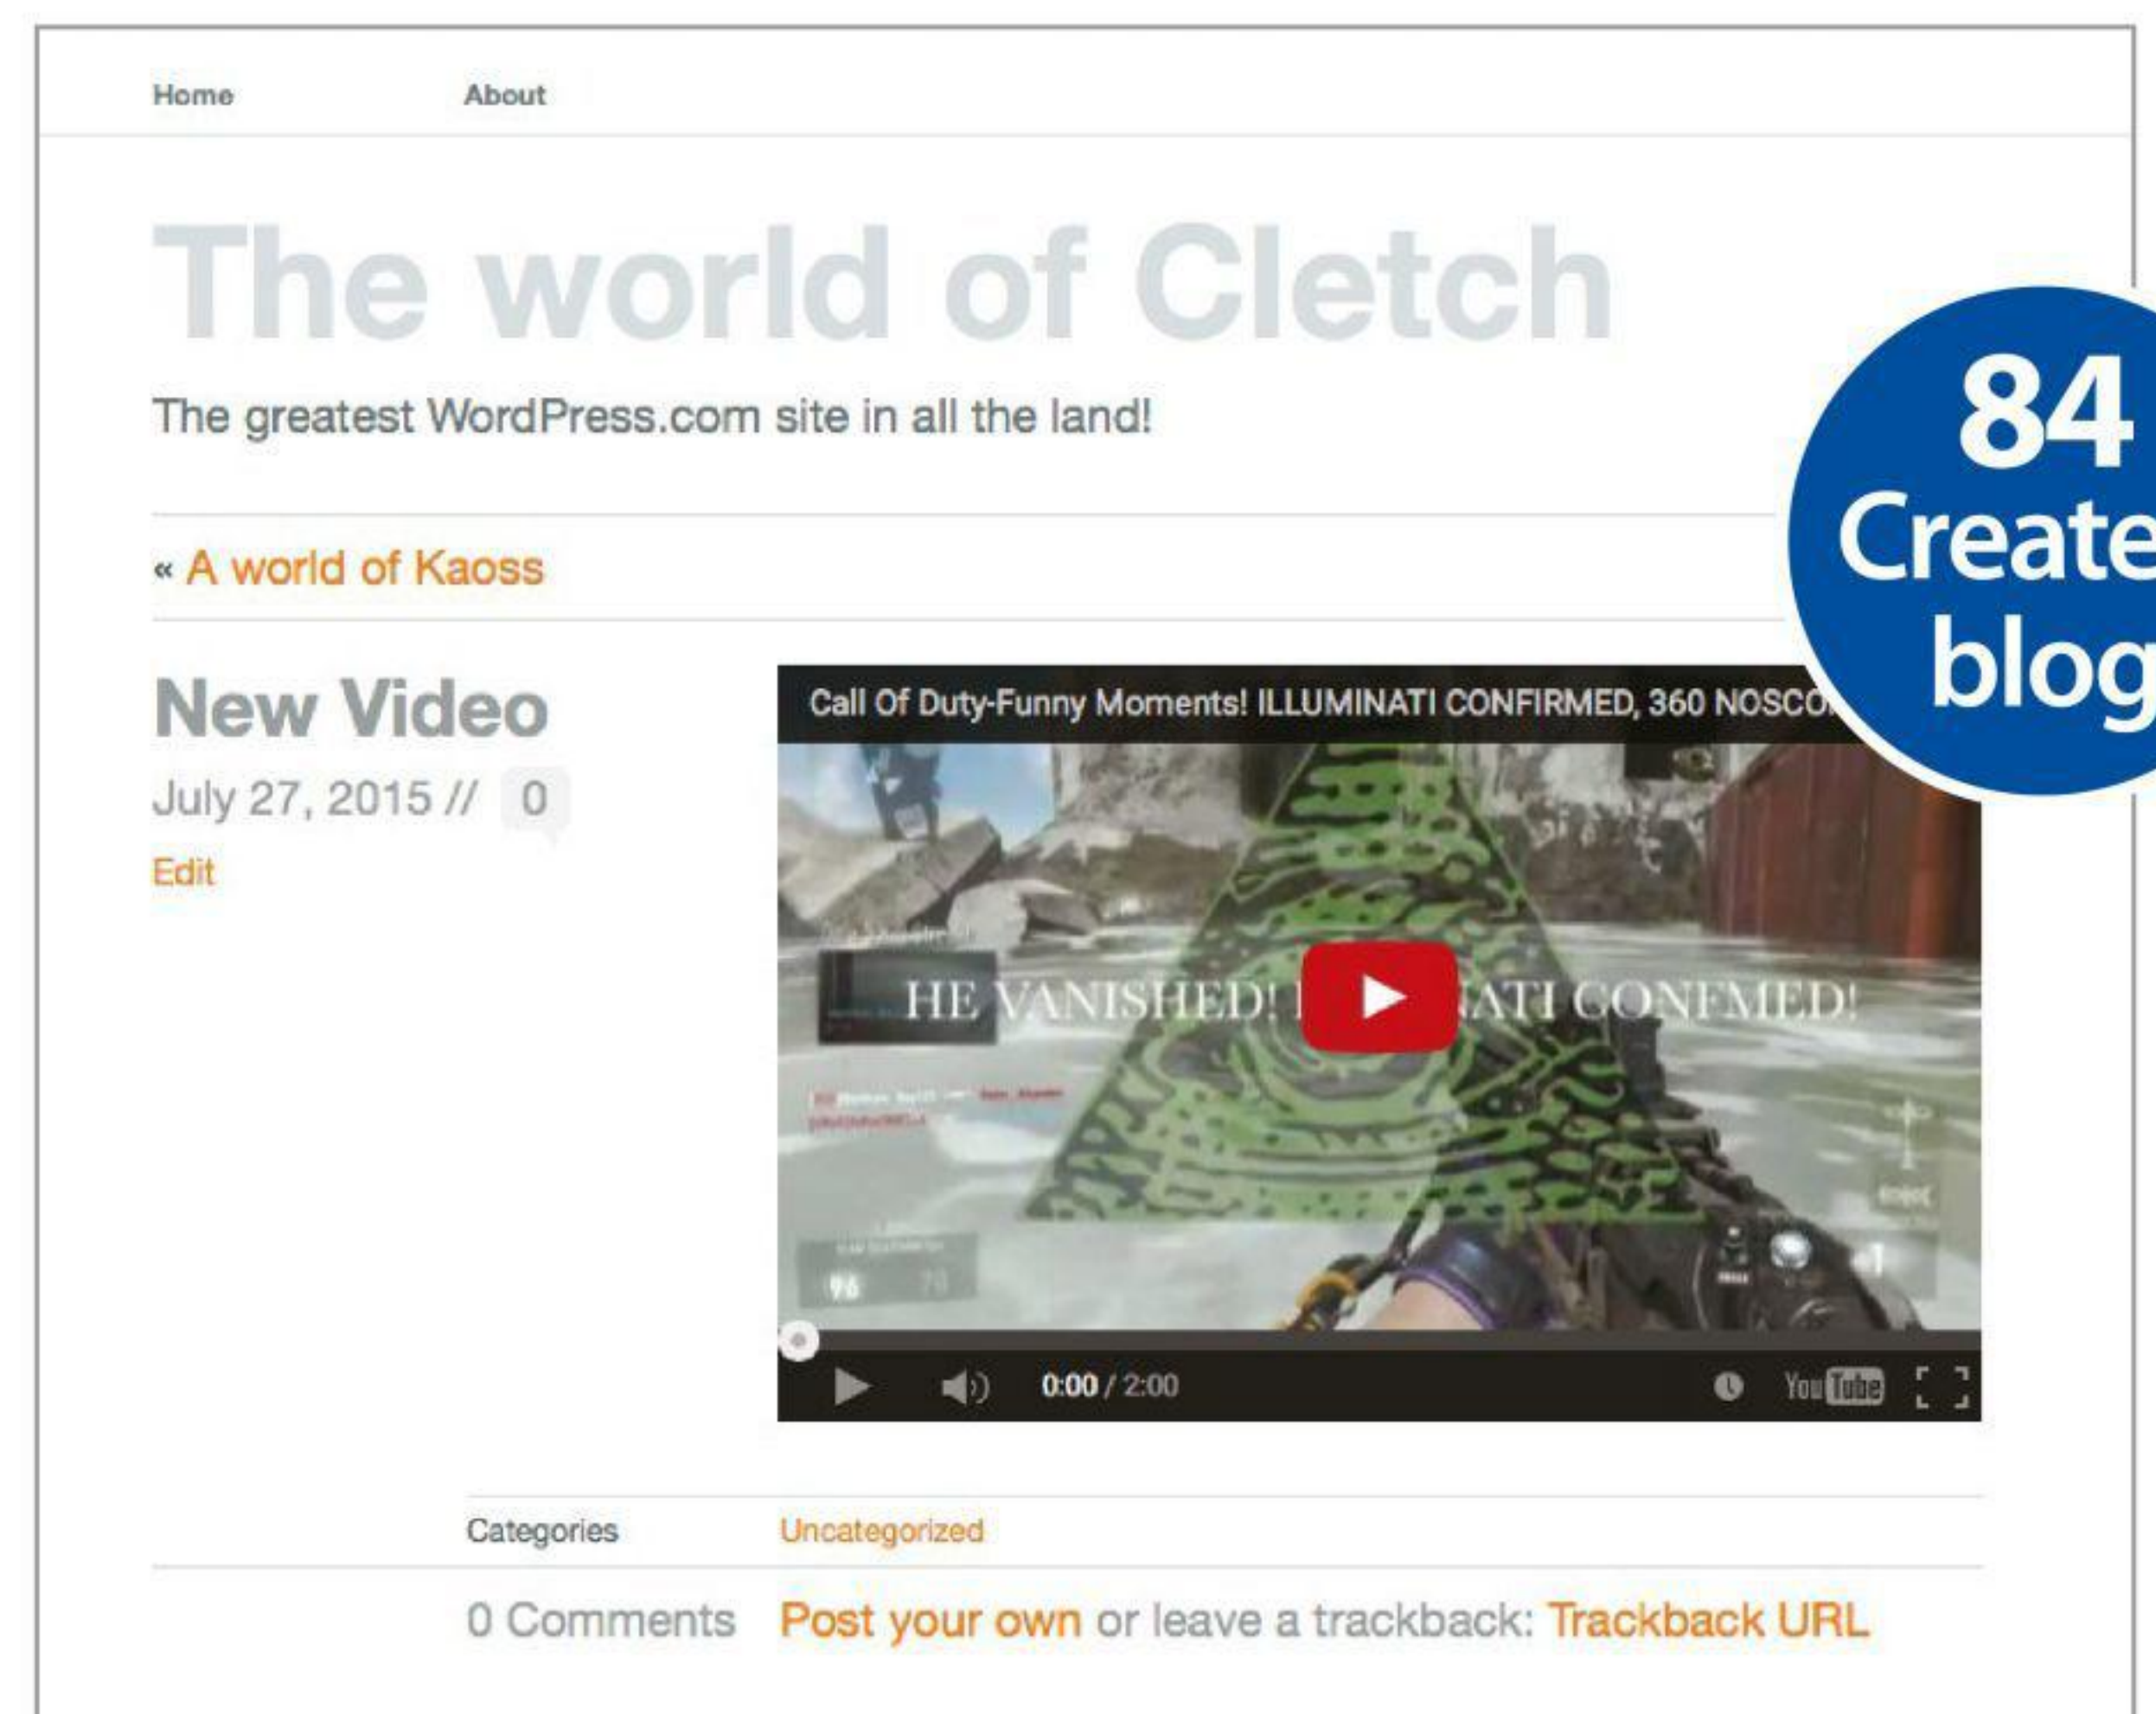 Home About
The world of Cletch
The greatest WordPress.com site in all the land!
84
Create
blog
« A world of Kaoss
New Video
July 27, 2015 // 0
Edit
Call Of Duty-Funny Moments! ILLUMINATI CONFIRMED, 360 NOSCO
HE VANISHED! ATI CONFMED!
96 70
0:00 / 2:00 YouTube
Categories Uncategorized
0 Comments Post your own or leave a trackback: Trackback URL